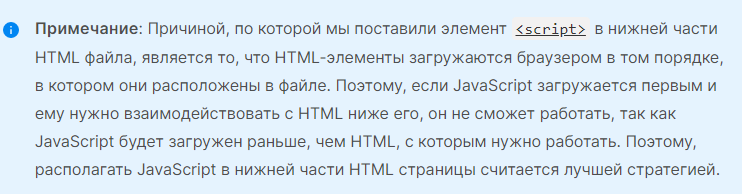 Примечание: Причиной, по которой мы поставили элемент <script> в нижней части
HTML файла, является то, что HTML-элементы загружаются браузером в том порядке,
в котором они расположены в файле. Поэтому, если JavaScript загружается первым и
ему нужно взаимодействовать с HTML ниже его, он не сможет работать, так как
JavaScript будет загружен раньше, чем HTML, с которым нужно работать. Поэтому,
располагать JavaScript в нижней части HTML страницы считается лучшей стратегией.